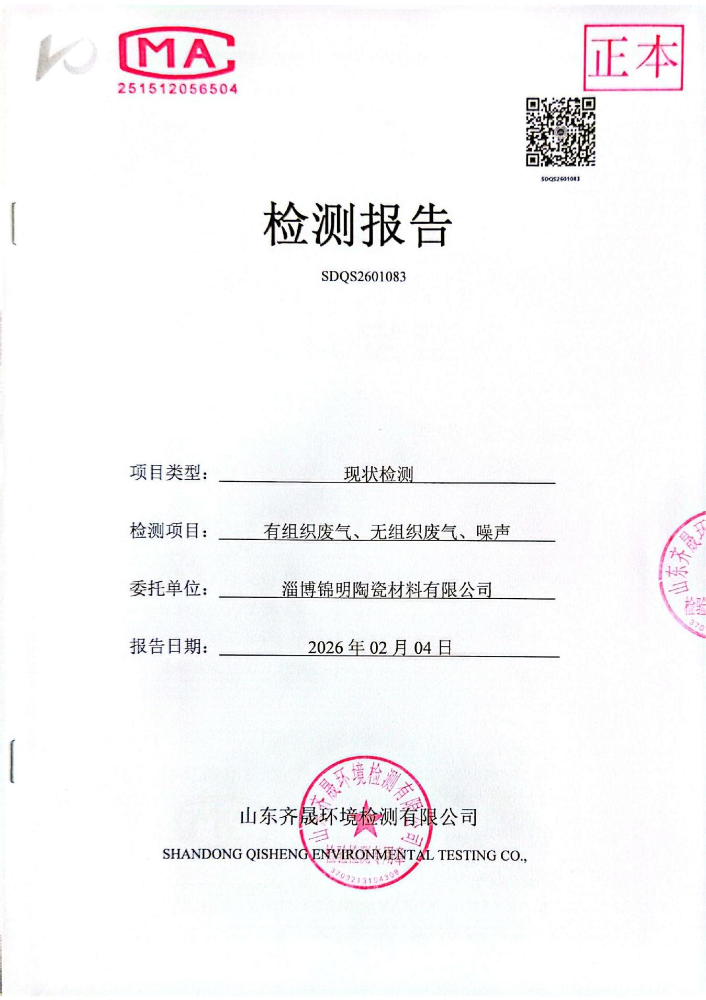 MA
251512056504
正本
SDQS2601083
检测报告
SDQS2601083
项目类型： 现状检测
检测项目： 有组织废气、无组织废气、噪声
委托单位： 淄博锦明陶瓷材料有限公司
报告日期： 2026 年 02 月 04 日
山东齐晟环
检验
370
山东齐晟环境检测有限公司
山东齐晟环境检测有限公司
SHANDONG QISHENG ENVIRONMENTAL TESTING CO.,
检验检测专用章
3703213104308